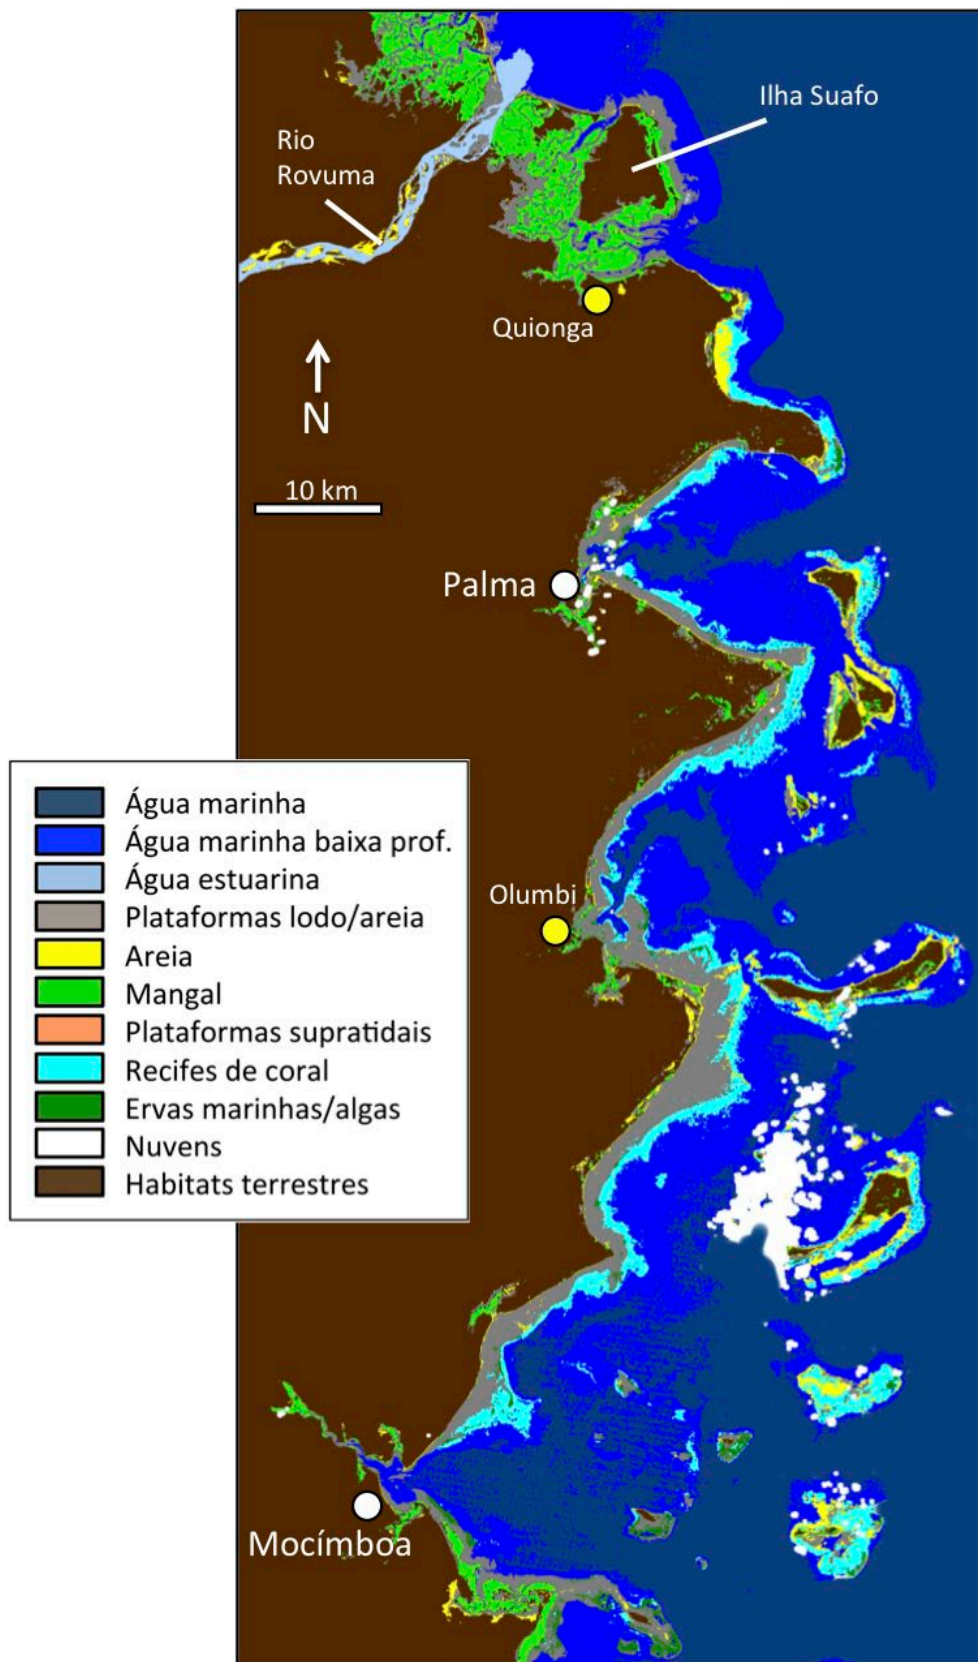 Ilha Suafo
Rio
Rovuma
Quionga
N
10 km
Palma
Água marinha
Água marinha baixa prof.
Água estuarina
Plataformas lodo/areia
Areia
Mangal
Plataformas supratidais
Recifes de coral
Ervas marinhas/algas
Nuvens
Habitats terrestres
Olumbi
Mocímboa